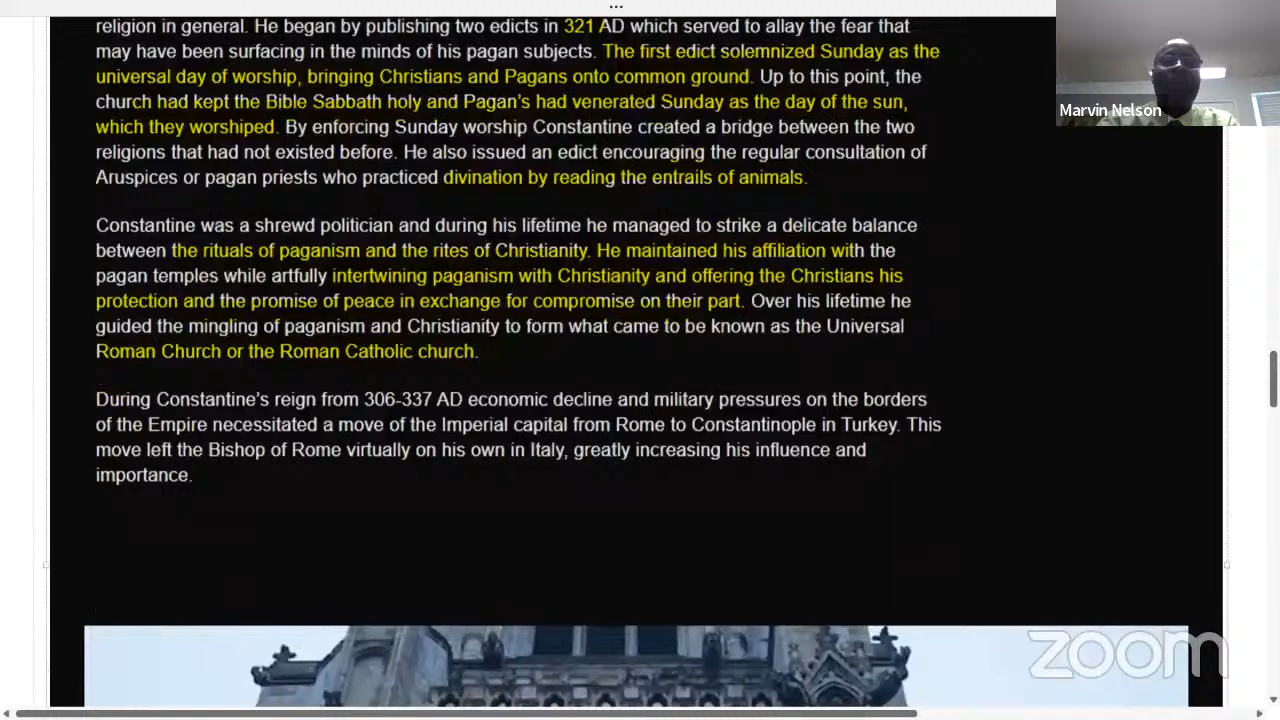 ...
religion in general. He began by publishing two edicts in 321 AD which served to allay the fear that
may have been surfacing in the minds of his pagan subjects. The first edict solemnized Sunday as the
universal day of worship, bringing Christians and Pagans onto common ground. Up to this point, the
church had kept the Bible Sabbath holy and Pagan's had venerated Sunday as the day of the sun,
which they worshiped. By enforcing Sunday worship Constantine created a bridge between the two
religions that had not existed before. He also issued an edict encouraging the regular consultation of
Aruspices or pagan priests who practiced divination by reading the entrails of animals.
Constantine was a shrewd politician and during his lifetime he managed to strike a delicate balance
between the rituals of paganism and the rites of Christianity. He maintained his affiliation with the
pagan temples while artfully intertwining paganism with Christianity and offering the Christians his
protection and the promise of peace in exchange for compromise on their part. Over his lifetime he
guided the mingling of paganism and Christianity to form what came to be known as the Universal
Roman Church or the Roman Catholic church.
During Constantine's reign from 306-337 AD economic decline and military pressures on the borders
of the Empire necessitated a move of the Imperial capital from Rome to Constantinople in Turkey. This
move left the Bishop of Rome virtually on his own in Italy, greatly increasing his influence and
importance.
Marvin Nelson
zoom